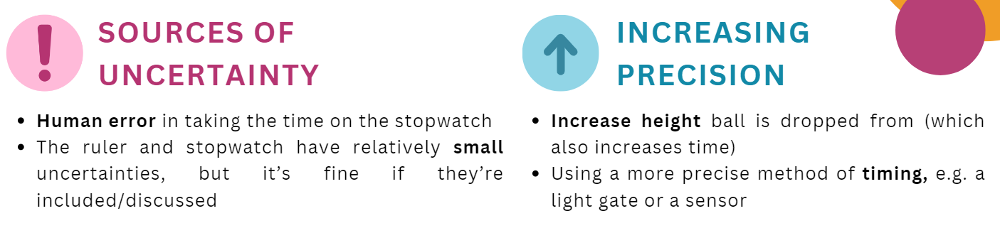 SOURCES OF
UNCERTAINTY
Human error in taking the time on the stopwatch
The ruler and stopwatch have relatively small
uncertainties, but it’s fine if they’re
included/discussed
INCREASING
PRECISION
Increase height ball is dropped from (which
also increases time)
Using a more precise method of timing, e.g. a
light gate or a sensor